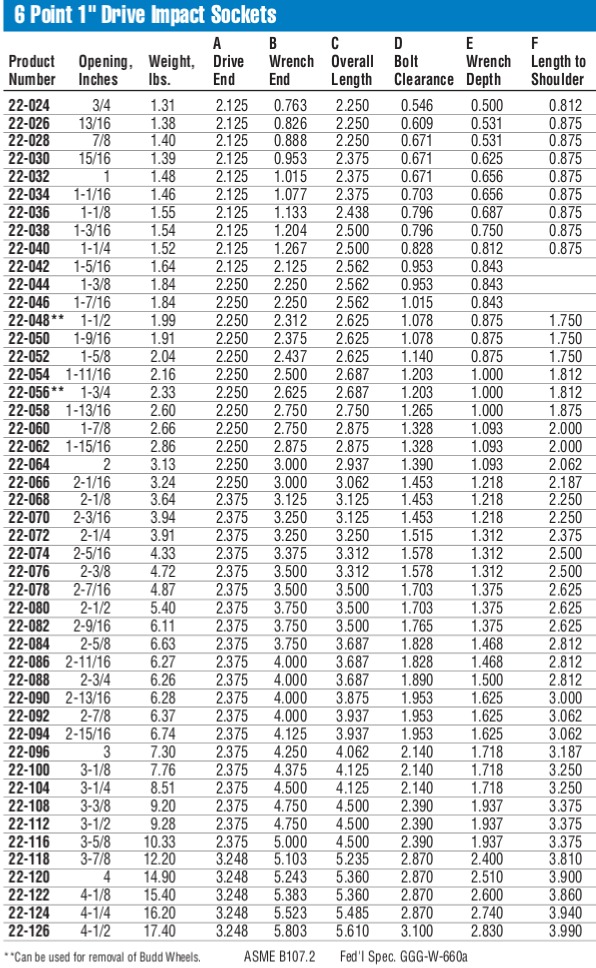 6 Point 1" Drive Impact Sockets
A B C D E F
Product Opening, Weight, Drive Wrench Overall Bolt Wrench Length to
Number Inches lbs. End End Length Clearance Depth Shoulder
22-024 3/4 1.31 2.125 0.763 2.250 0.546 0.500 0.812
22-026 13/16 1.38 2.125 0.826 2.250 0.609 0.531 0.875
22-028 7/8 1.40 2.125 0.888 2.250 0.671 0.531 0.875
22-030 15/16 1.39 2.125 0.953 2.375 0.671 0.625 0.875
22-032 1 1.48 2.125 1.015 2.375 0.671 0.656 0.875
22-034 1-1/16 1.46 2.125 1.077 2.375 0.703 0.656 0.875
22-036 1-1/8 1.55 2.125 1.133 2.438 0.796 0.687 0.875
22-038 1-3/16 1.54 2.125 1.204 2.500 0.796 0.750 0.875
22-040 1-1/4 1.52 2.125 1.267 2.500 0.828 0.812 0.875
22-042 1-5/16 1.64 2.125 2.125 2.562 0.953 0.843
22-044 1-3/8 1.84 2.250 2.250 2.562 0.953 0.843
22-046 1-7/16 1.84 2.250 2.250 2.562 1.015 0.843
22-048** 1-1/2 1.99 2.250 2.312 2.625 1.078 0.875 1.750
22-050 1-9/16 1.91 2.250 2.375 2.625 1.078 0.875 1.750
22-052 1-5/8 2.04 2.250 2.437 2.625 1.140 0.875 1.750
22-054 1-11/16 2.16 2.250 2.500 2.687 1.203 1.000 1.812
22-056** 1-3/4 2.33 2.250 2.625 2.687 1.203 1.000 1.812
22-058 1-13/16 2.60 2.250 2.750 2.750 1.265 1.000 1.875
22-060 1-7/8 2.66 2.250 2.750 2.875 1.328 1.093 2.000
22-062 1-15/16 2.86 2.250 2.875 2.875 1.328 1.093 2.000
22-064 2 3.13 2.250 3.000 2.937 1.390 1.093 2.062
22-066 2-1/16 3.24 2.250 3.000 3.062 1.453 1.218 2.187
22-068 2-1/8 3.64 2.375 3.125 3.125 1.453 1.218 2.250
22-070 2-3/16 3.94 2.375 3.250 3.125 1.453 1.218 2.250
22-072 2-1/4 3.91 2.375 3.250 3.250 1.515 1.312 2.375
22-074 2-5/16 4.33 2.375 3.375 3.312 1.578 1.312 2.500
22-076 2-3/8 4.72 2.375 3.500 3.312 1.578 1.312 2.500
22-078 2-7/16 4.87 2.375 3.500 3.500 1.703 1.375 2.625
22-080 2-1/2 5.40 2.375 3.750 3.500 1.703 1.375 2.625
22-082 2-9/16 6.11 2.375 3.750 3.500 1.765 1.375 2.625
22-084 2-5/8 6.63 2.375 3.750 3.687 1.828 1.468 2.812
22-086 2-11/16 6.27 2.375 4.000 3.687 1.828 1.468 2.812
22-088 2-3/4 6.26 2.375 4.000 3.687 1.890 1.500 2.812
22-090 2-13/16 6.28 2.375 4.000 3.875 1.953 1.625 3.000
22-092 2-7/8 6.37 2.375 4.000 3.937 1.953 1.625 3.062
22-094 2-15/16 6.74 2.375 4.125 3.937 1.953 1.625 3.062
22-096 3 7.30 2.375 4.250 4.062 2.140 1.718 3.187
22-100 3-1/8 7.76 2.375 4.375 4.125 2.140 1.718 3.250
22-104 3-1/4 8.51 2.375 4.500 4.125 2.140 1.718 3.250
22-108 3-3/8 9.20 2.375 4.750 4.500 2.390 1.937 3.375
22-112 3-1/2 9.28 2.375 4.750 4.500 2.390 1.937 3.375
22-116 3-5/8 10.33 2.375 5.000 4.500 2.390 1.937 3.375
22-118 3-7/8 12.20 3.248 5.103 5.235 2.870 2.400 3.810
22-120 4 14.90 3.248 5.243 5.360 2.870 2.510 3.900
22-122 4-1/8 15.40 3.248 5.383 5.360 2.870 2.600 3.860
22-124 4-1/4 16.20 3.248 5.523 5.485 2.870 2.740 3.940
22-126 4-1/2 17.40 3.248 5.803 5.610 3.100 2.830 3.990
**Can be used for removal of Budd Wheels. ASME B107.2 Fed'l Spec. GGG-W-660a